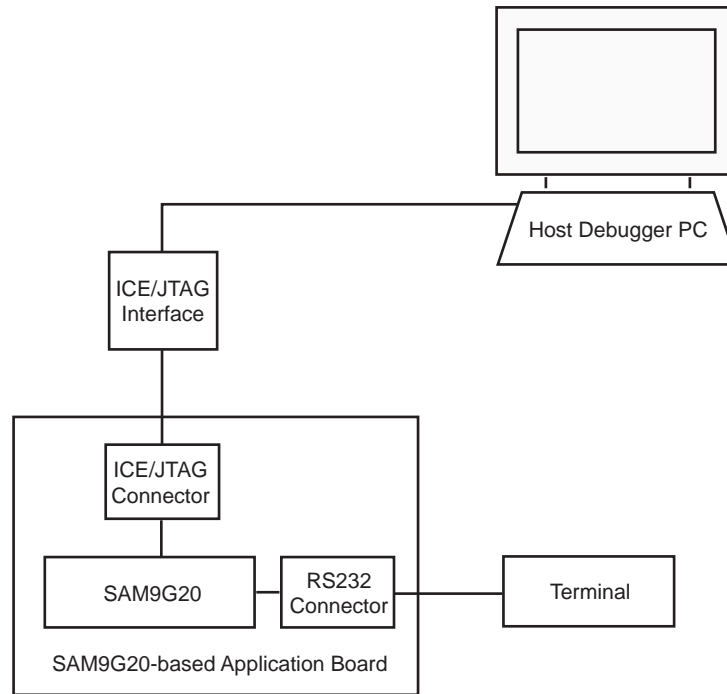 Host Debugger PC
ICE/JTAG
Interface
ICE/JTAG
Connector
SAM9G20
RS232
Connector
Terminal
SAM9G20-based Application Board